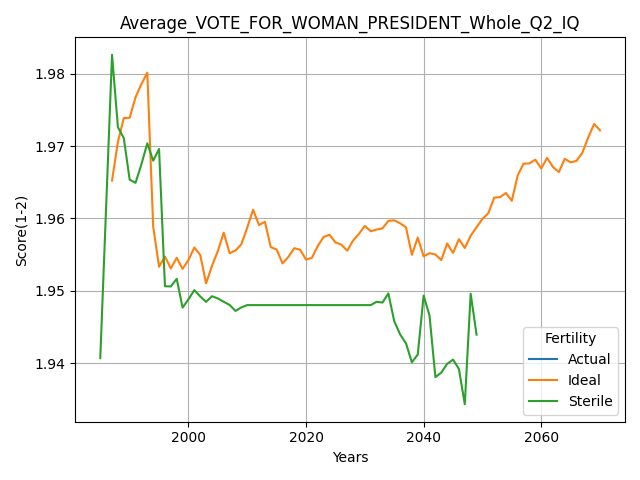 Average_VOTE_FOR_WOMAN_PRESIDENT_Whole_Q2_IQ
Score(1-2)
1.98
1.97
1.96
1.95
1.94
2000 2020 2040 2060
Years
Fertility
Actual
Ideal
Sterile